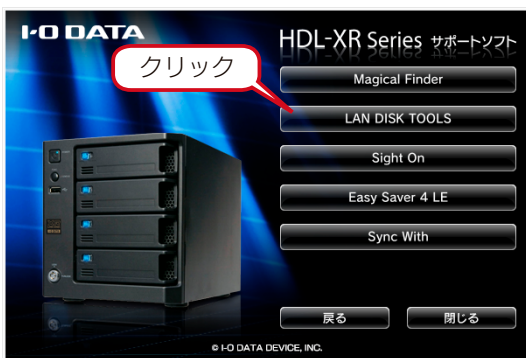 I-O DATA
HDL-XR Series サポートソフト
クリック
Magical Finder
LAN DISK TOOLS
Sight On
Easy Saver 4 LE
Sync With
戻る
閉じる
© I-O DATA DEVICE, INC.